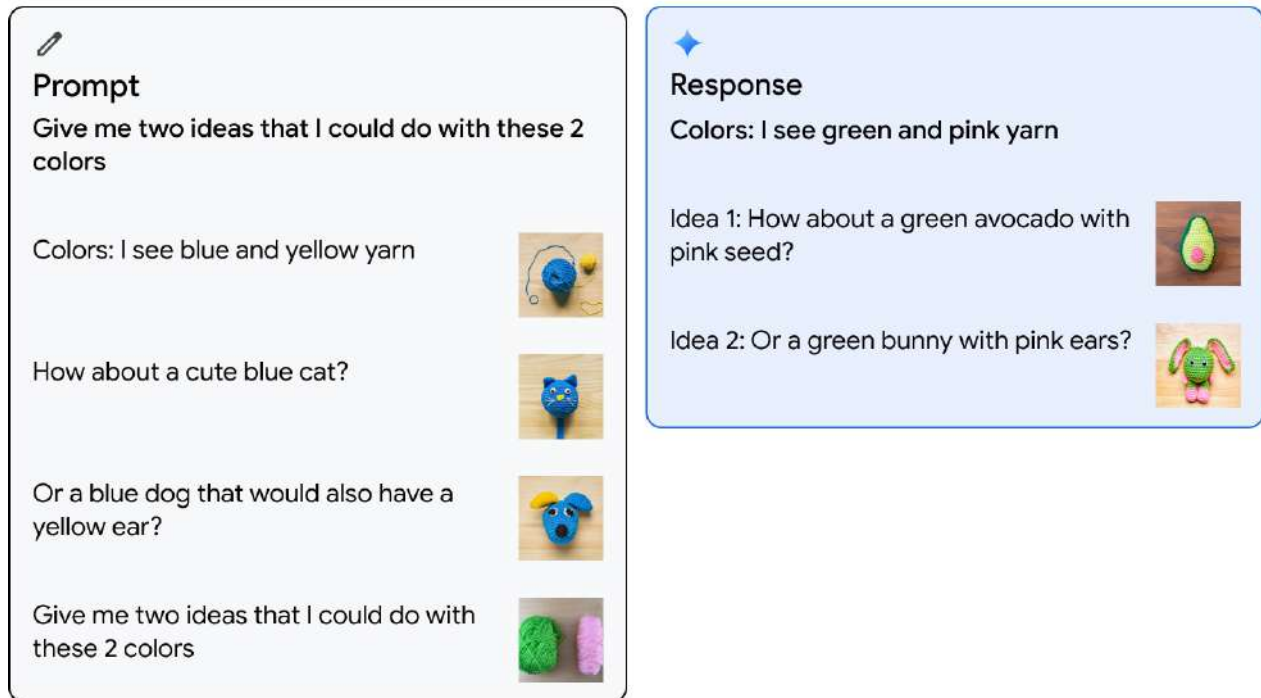 Prompt
Give me two ideas that I could do with these 2
colors
Colors: I see blue and yellow yarn
How about a cute blue cat?
Or a blue dog that would also have a
yellow ear?
Give me two ideas that I could do with
these 2 colors
Response
Colors: I see green and pink yarn
Idea 1: How about a green avocado with
pink seed?
Idea 2: Or a green bunny with pink ears?